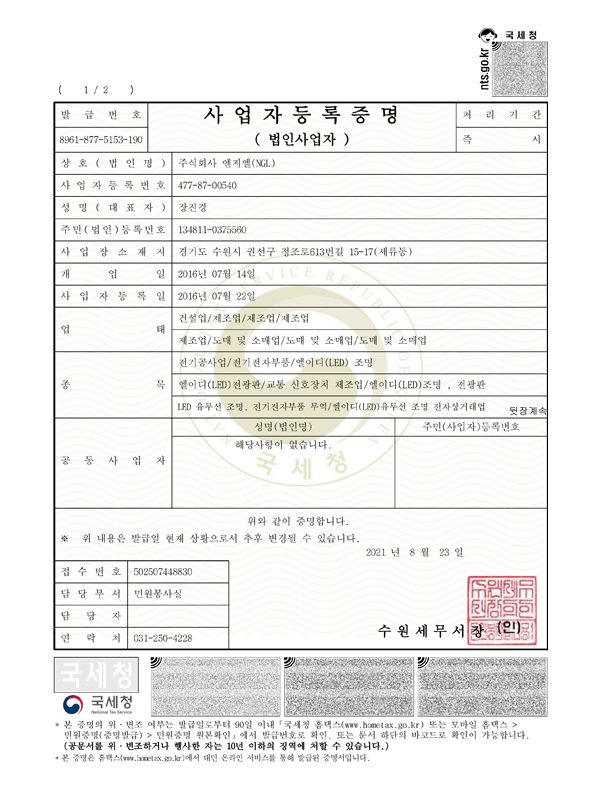 국세청
nts.go.kr
( 1 / 2 )
발 급 번 호
사 업 자 등 록 증 명
처 리 기 간
8961-877-5153-190
( 법인사업자 )
즉 시
상 호 ( 법 인 명 ) 주식회사 앤지엘(NGL)
사 업 자 등 록 번 호 477-87-00540
성 명 ( 대 표 자 ) 장진경
주민(법인)등록번호 134811-0375560
사 업 장 소 재 지 경기도 수원시 권선구 정조로613번길 15-17(세류동)
개 업 일 2016년 07월 14일
사 업 자 등 록 일 2016년 07월 22일
업 태 건설업/제조업/제조업/제조업
제조업/도매 및 소매업/도매 및 소매업/도매 및 소매업
종 목 전기공사업/전기전자부품/엘이디(LED) 조명
엘이디(LED)전광판/교통 신호장치 제조업/엘이디(LED)조명 , 전광판
LED 유무선 조명, 전기전자부품 무역/엘이디(LED)유무선 조명 전자상거래업 뒷장계속
공 동 사 업 자 성명(법인명) 주민(사업자)등록번호
해당사항이 없습니다.
국세청
위와 같이 증명합니다.
※ 위 내용은 발급일 현재 상황으로서 추후 변경될 수 있습니다.
2021 년 8 월 23 일
접 수 번 호 502507448830
담 당 부 서 민원봉사실
담 당 자
연 락 처 031-250-4228
수 원 세 무 서 장 (인)
국세청
국세청
National Tax Service
* 본 증명의 위ㆍ변조 여부는 발급일로부터 90일 이내「국세청 홈택스(www.hometax.go.kr) 또는 모바일 홈택스 >
민원증명(증명발급) > 민원증명 원본확인」에서 발급번호로 확인, 또는 문서 하단의 바코드로 확인이 가능합니다.
(공문서를 위ㆍ변조하거나 행사한 자는 10년 이하의 징역에 처할 수 있습니다.)
* 본 증명은 홈택스(www.hometax.go.kr)에서 대민 온라인 서비스를 통해 발급된 증명서입니다.